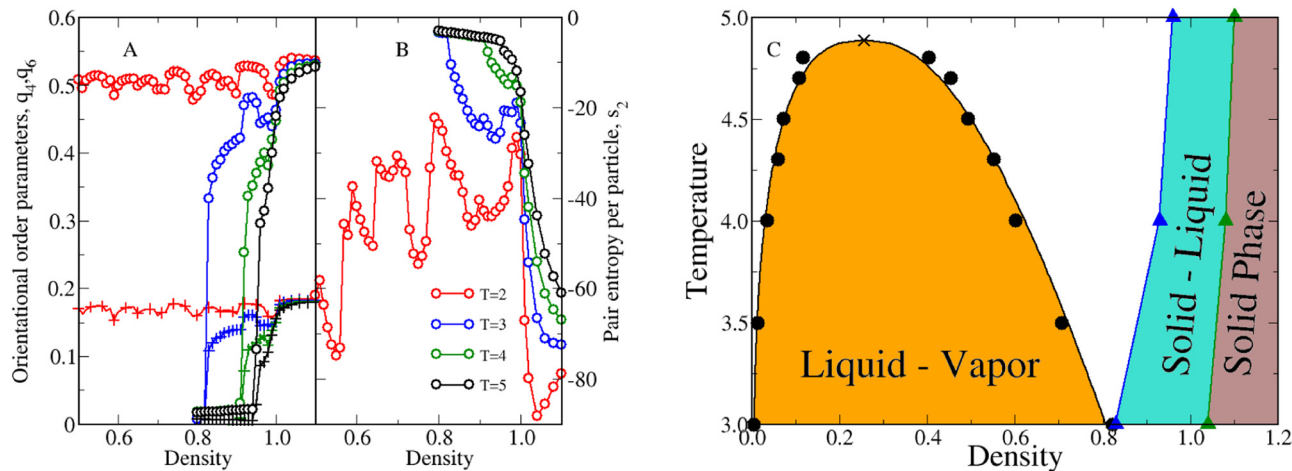 Orientational order parameters, q4,q6
0.6
0.5
0.4
0.3
0.2
0.1
0
A
0.6
0.8
1.0
Density
B
T=2
T=3
T=4
T=5
0.6
0.8
1.0
Density
0
-20
-40
-60
-80
Pair entropy per particle, s2
Temperature
5.0
4.5
4.0
3.5
3.0
C
Liquid - Vapor
Solid - Liquid
Solid Phase
0.0
0.2
0.4
0.6
0.8
1.0
1.2
Density